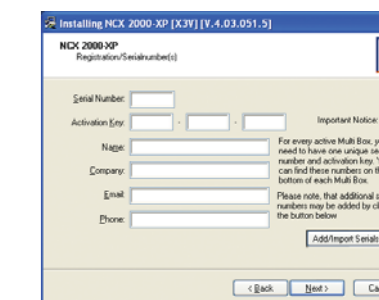 Installing NCX 2000-XP [X3V] [V.4.03.051.5]
NCX 2000-XP
Registration/Serialnumber(s)
Serial Number:
Activation Key: - -
Important Notice:
Name:
Company:
Email:
Phone:
For every active Multi Box, y
need to have one unique se
number and activation key. Y
can find these numbers on th
bottom of each Multi Box.
Please note, that additional s
numbers may be added by cli
the button below
Add/Import Serials
< Back
Next >
Ca